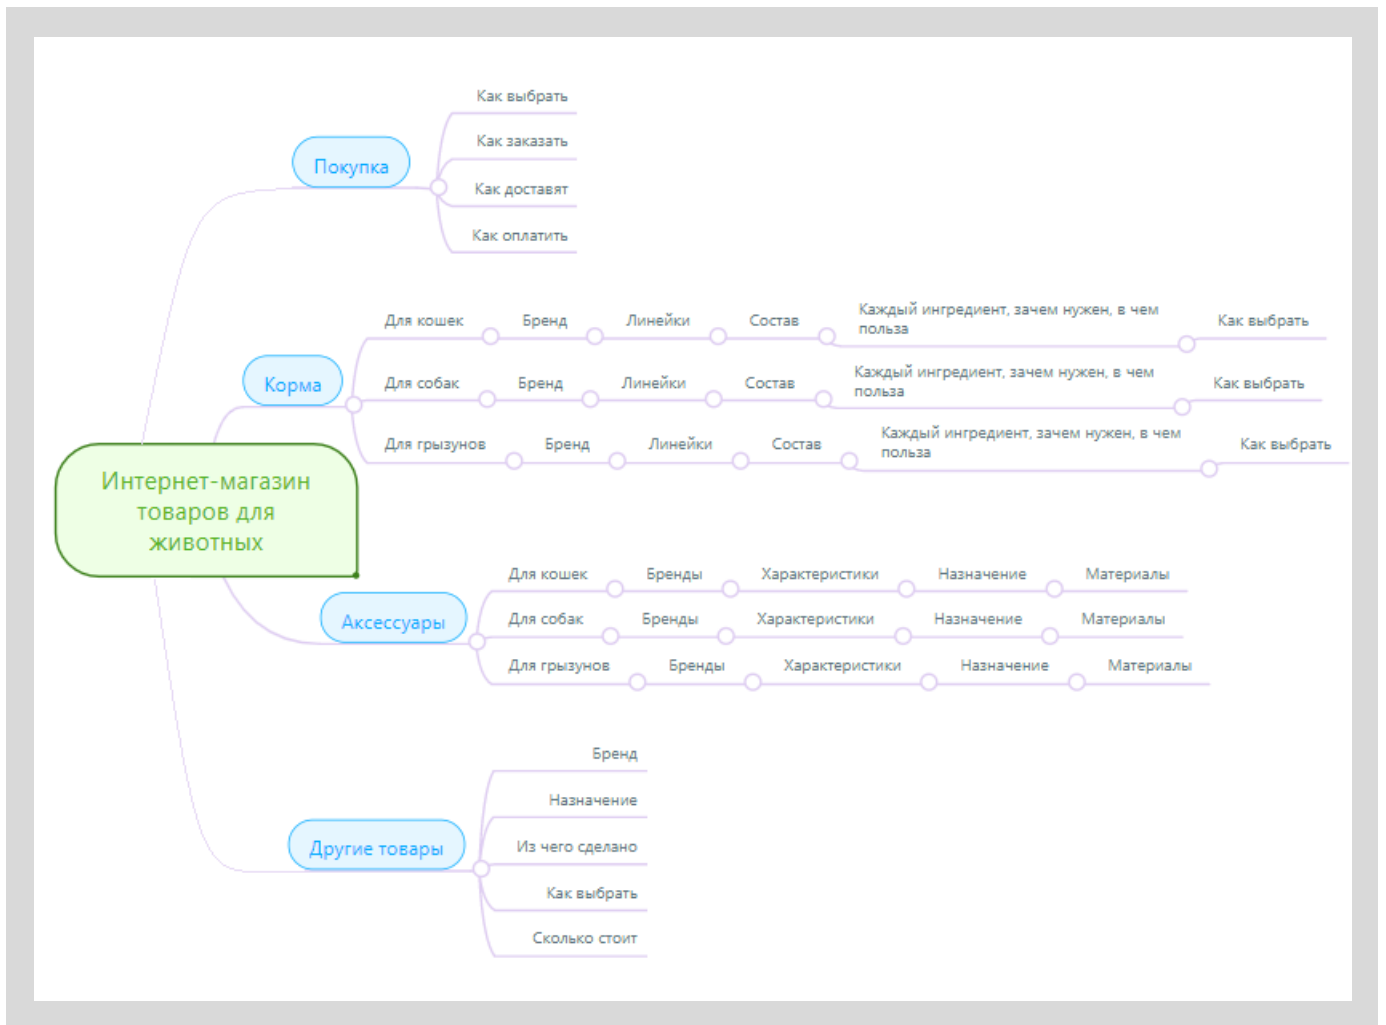 Как выбрать
Как заказать
Покупка
Как доставят
Как оплатить
Для кошек Бренд Линейки Состав Каждый ингредиент, зачем нужен, в чем
польза
Как выбрать
Корма
Для собак Бренд Линейки Состав Каждый ингредиент, зачем нужен, в чем
польза
Как выбрать
Для грызунов Бренд Линейки Состав Каждый ингредиент, зачем нужен, в чем
польза
Как выбрать
Интернет-магазин
товаров для
животных
Для кошек Бренды Характеристики Назначение Материалы
Аксессуары
Для собак Бренды Характеристики Назначение Материалы
Для грызунов Бренды Характеристики Назначение Материалы
Бренд
Назначение
Другие товары
Из чего сделано
Как выбрать
Сколько стоит